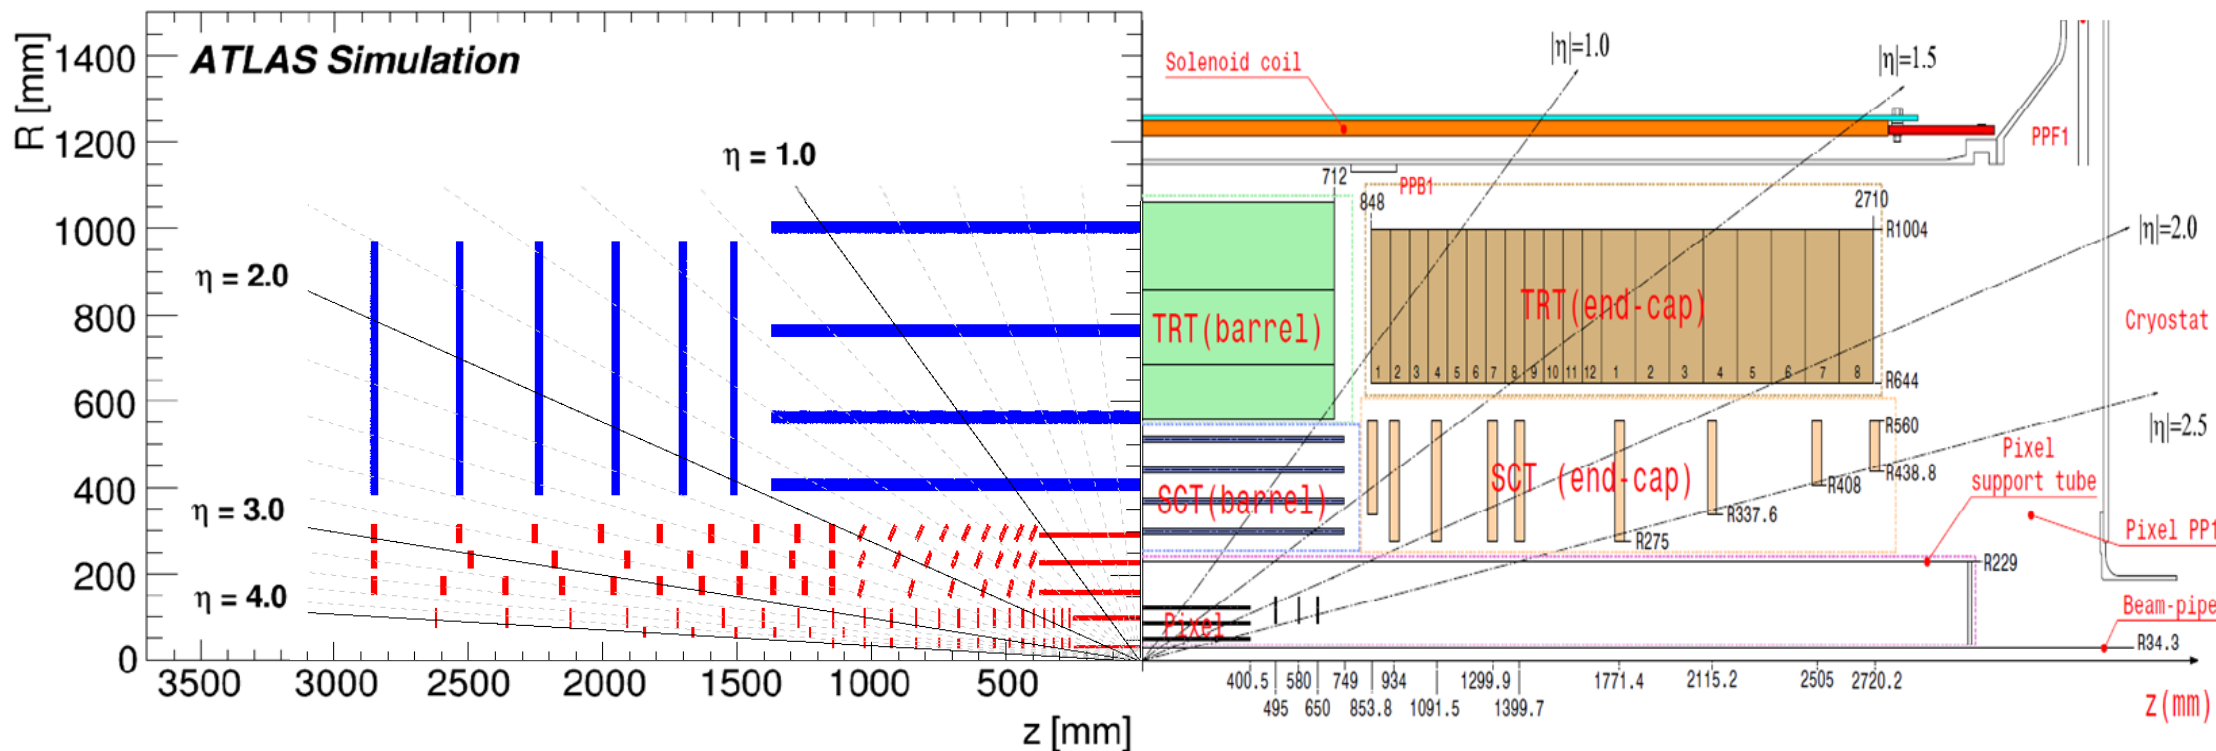 ATLAS Simulation
R [mm]
1400
1200
1000
800
600
400
200
0
η = 1.0
η = 2.0
η = 3.0
η = 4.0
3500 3000 2500 2000 1500 1000 500
z [mm]
Solenoid coil
|η|=1.0
|η|=1.5
PPF1
712
PPB1
848
2710
R1004
|η|=2.0
TRT(barrel)
TRT(end-cap)
Cryostat
1 2 3 4 5 6 7 8 9 10 11 12 1 2 3 4 5 6 7 8
R644
R560
|η|=2.5
Pixel
support tube
SCT(barrel)
SCT (end-cap)
R438.8
R408
R337.6
R275
Pixel PP1
R229
Pixel
Beam-pipe
R34.3
400.5 580 749 934 1299.9 1771.4 2115.2 2505 2720.2
495 650 853.8 1091.5 1399.7
z(mm)